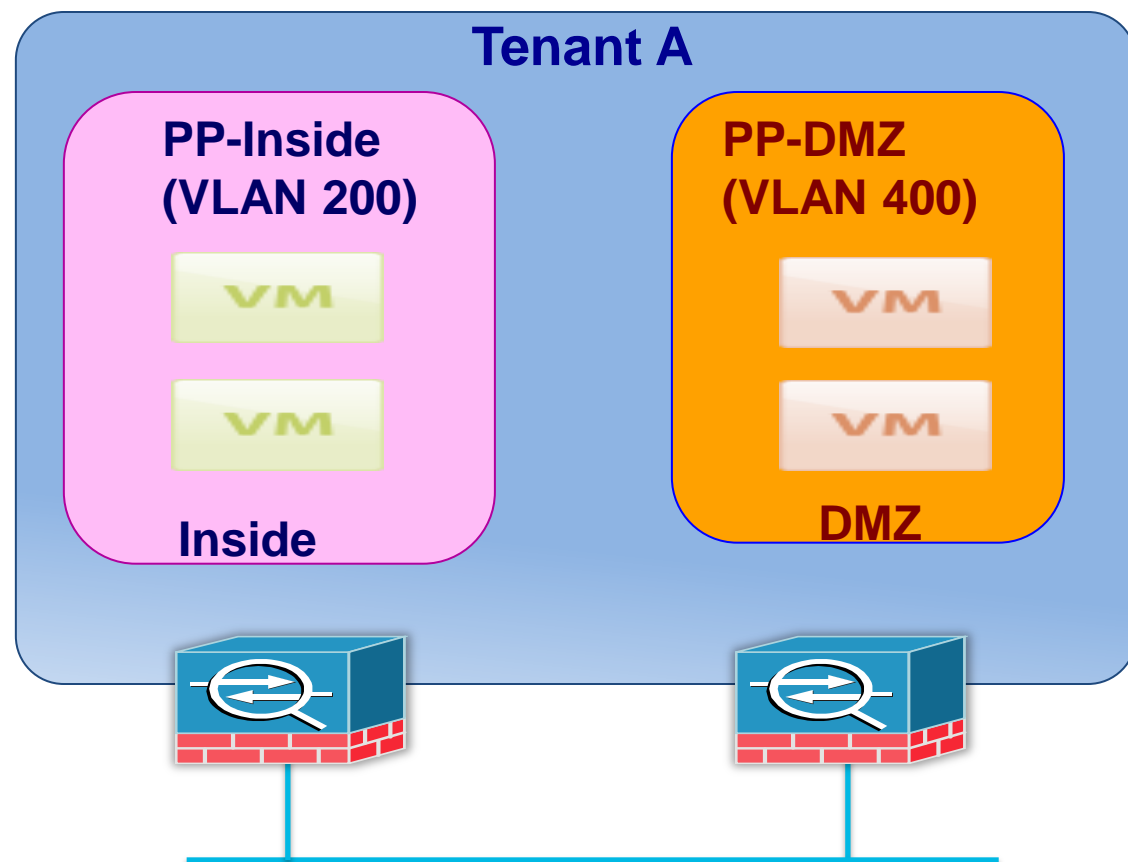 Tenant A
PP-Inside
(VLAN 200)
VM
VM
Inside
PP-DMZ
(VLAN 400)
VM
VM
DMZ